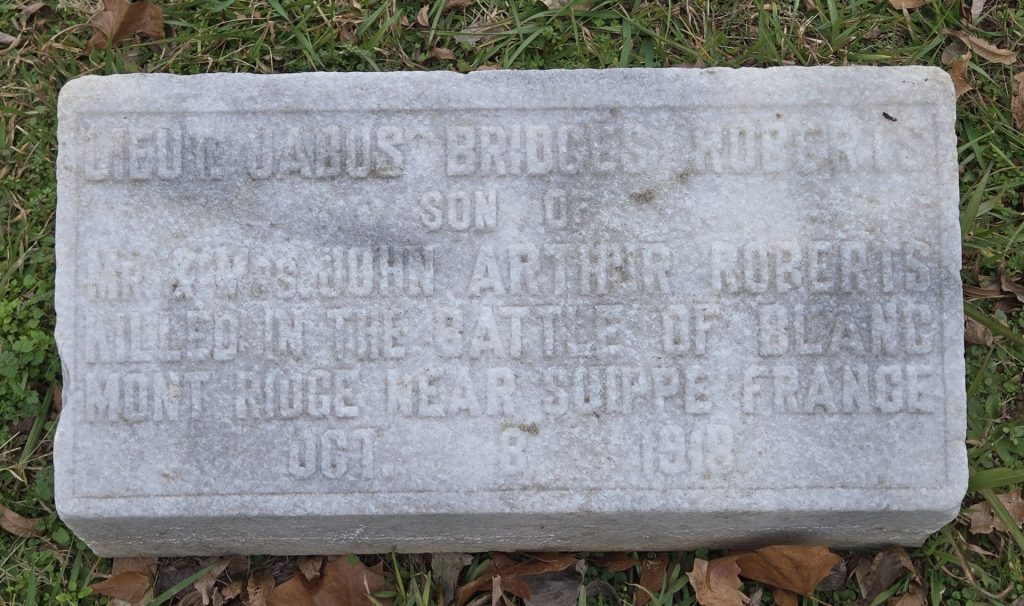 LIEUT. JABUS BRIDGES ROBERTS
SON OF
MR. & MRS. JOHN ARTHUR ROBERTS
KILLED IN THE BATTLE OF BLANC
MONT RIDGE NEAR SUIPPE FRANCE
OCT. 8 1918